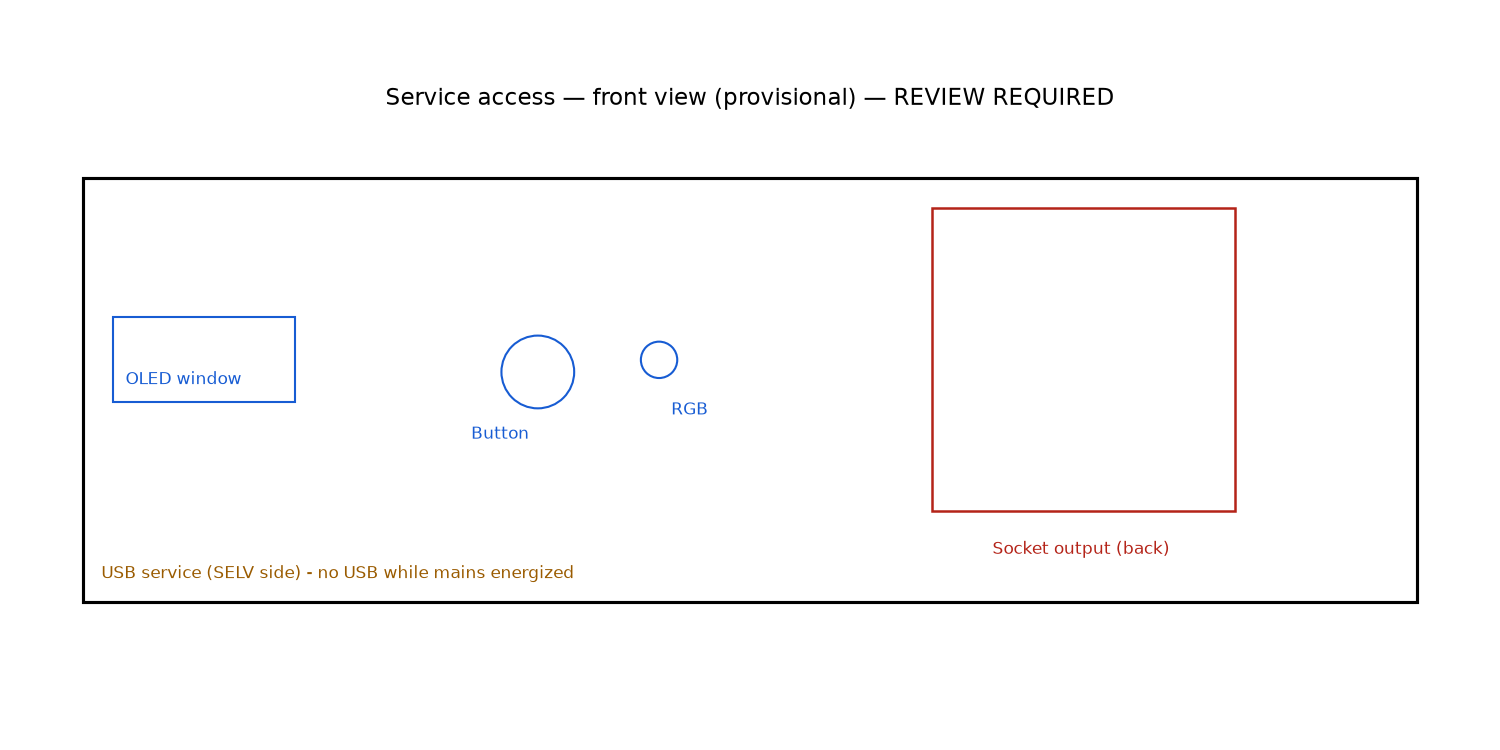 Service access — front view (provisional) — REVIEW REQUIRED
OLED window
Button
RGB
Socket output (back)
USB service (SELV side) - no USB while mains energized